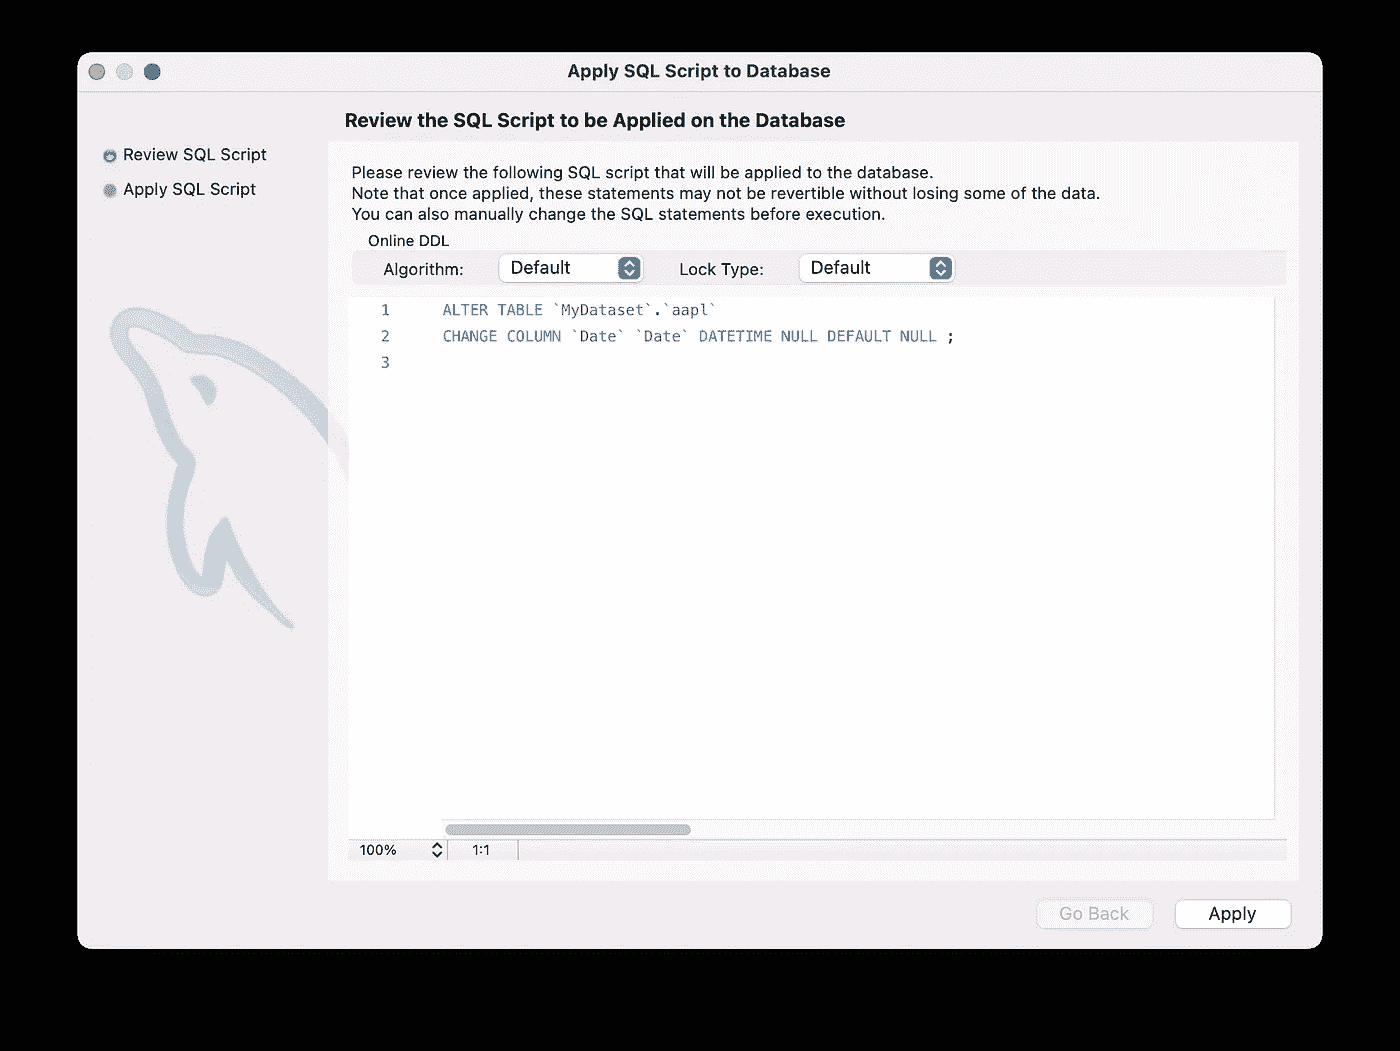 Apply SQL Script to Database
Review the SQL Script to be Applied on the Database
Review SQL Script
Apply SQL Script
Please review the following SQL script that will be applied to the database.
Note that once applied, these statements may not be revertible without losing some of the data.
You can also manually change the SQL statements before execution.
Online DDL
Algorithm: Default Lock Type: Default
1 ALTER TABLE `MyDataset`.`aapl`
2 CHANGE COLUMN `Date` `Date` DATETIME NULL DEFAULT NULL ;
3
100% 1:1
Go Back Apply